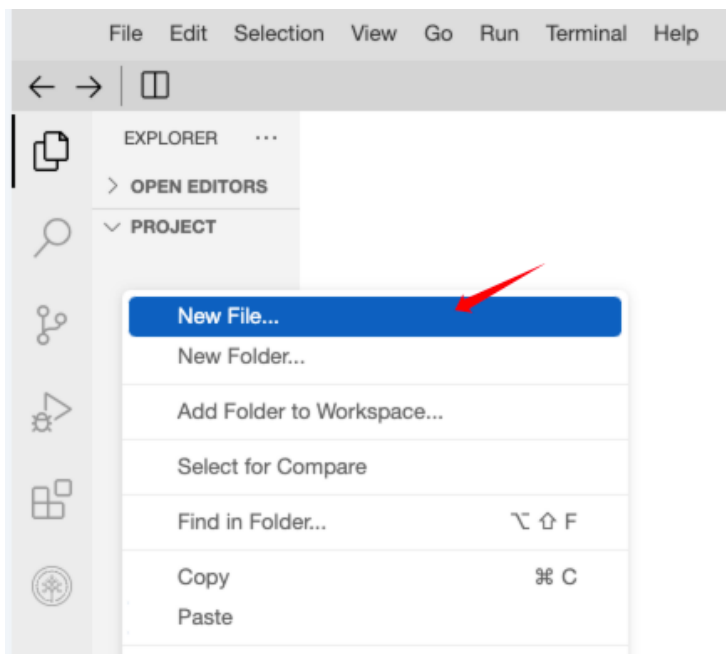 File Edit Selection View Go Run Terminal Help
EXPLORER ...
OPEN EDITORS
PROJECT
New File...
New Folder...
Add Folder to Workspace...
Select for Compare
Find in Folder... ⌥ ⇧ F
Copy ⌘ C
Paste